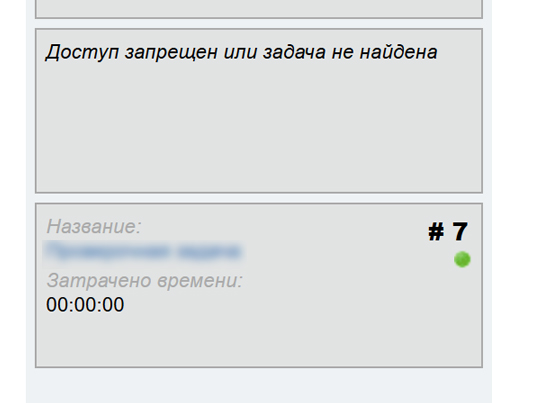 Доступ запрещен или задача не найдена
Название:
# 7
Затрачено времени:
00:00:00